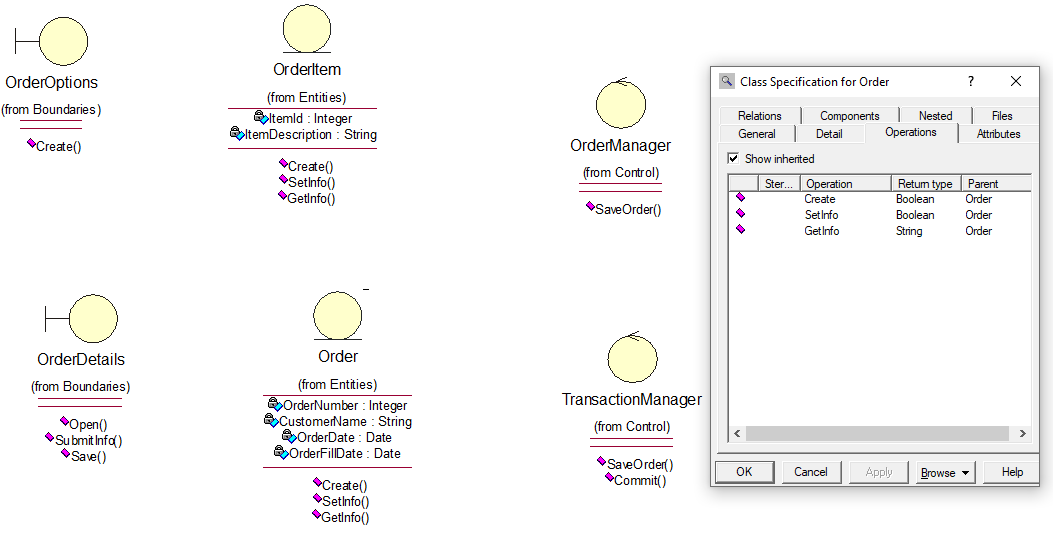 OrderOptions
(from Boundaries)
Create()
OrderItem
(from Entities)
ItemId : Integer
ItemDescription : String
Create()
SetInfo()
GetInfo()
OrderManager
(from Control)
SaveOrder()
OrderDetails
(from Boundaries)
Open()
SubmitInfo()
Save()
Order
(from Entities)
OrderNumber : Integer
CustomerName : String
OrderDate : Date
OrderFillDate : Date
Create()
SetInfo()
GetInfo()
TransactionManager
(from Control)
SaveOrder()
Commit()
Class Specification for Order ?
Relations Components Nested Files
General Detail Operations Attributes
Show inherited
Ster... Operation Return type Parent
Create Boolean Order
SetInfo Boolean Order
GetInfo String Order
OK Cancel Apply Browse Help